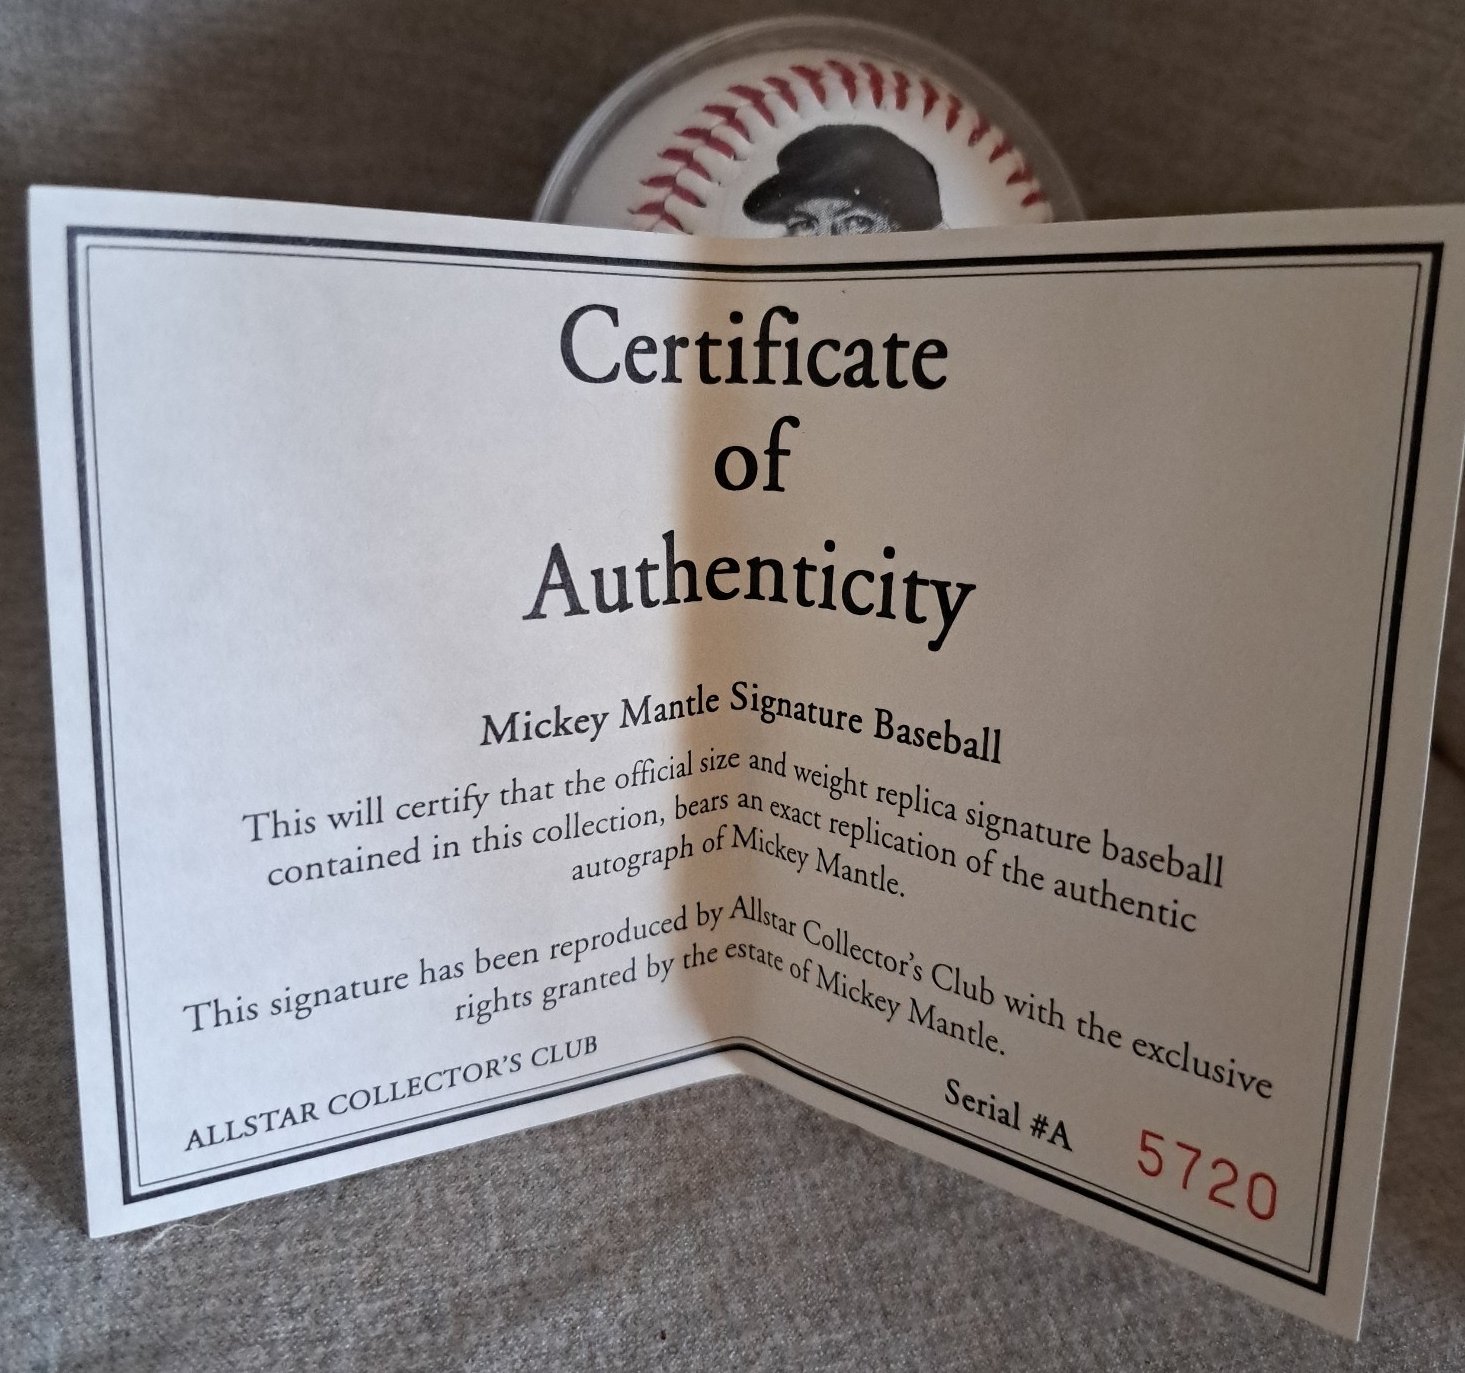 Certificate
of
Authenticity
Mickey Mantle Signature Baseball
This will certify that the official size and weight replica signature baseball
contained in this collection, bears an exact replication of the authentic
autograph of Mickey Mantle.
This signature has been reproduced by Allstar Collector's Club with the exclusive
rights granted by the estate of Mickey Mantle.
ALLSTAR COLLECTOR'S CLUB
Serial #A 5720